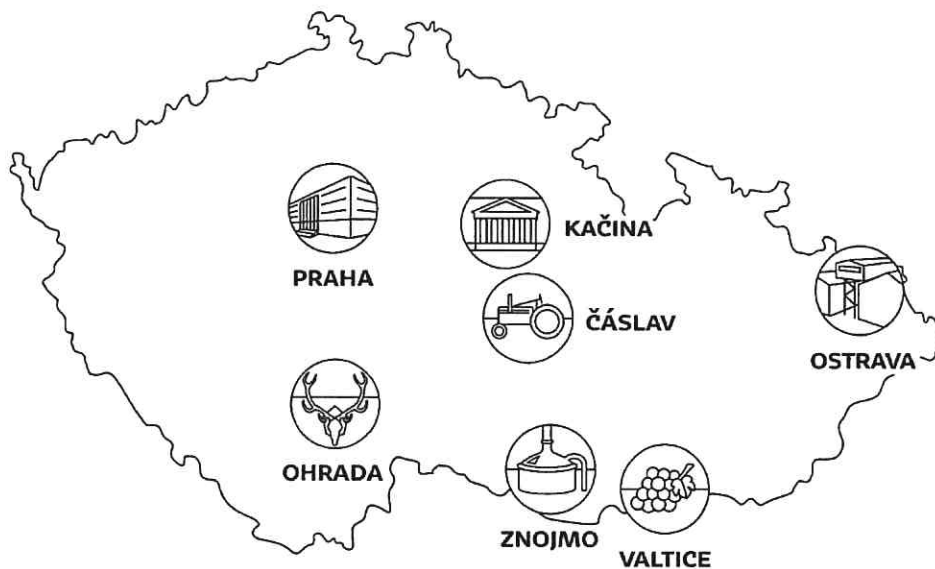 KAČINA
PRAHA
ČÁSLAV
OSTRAVA
OHRADA
ZNOJMO
VALTICE